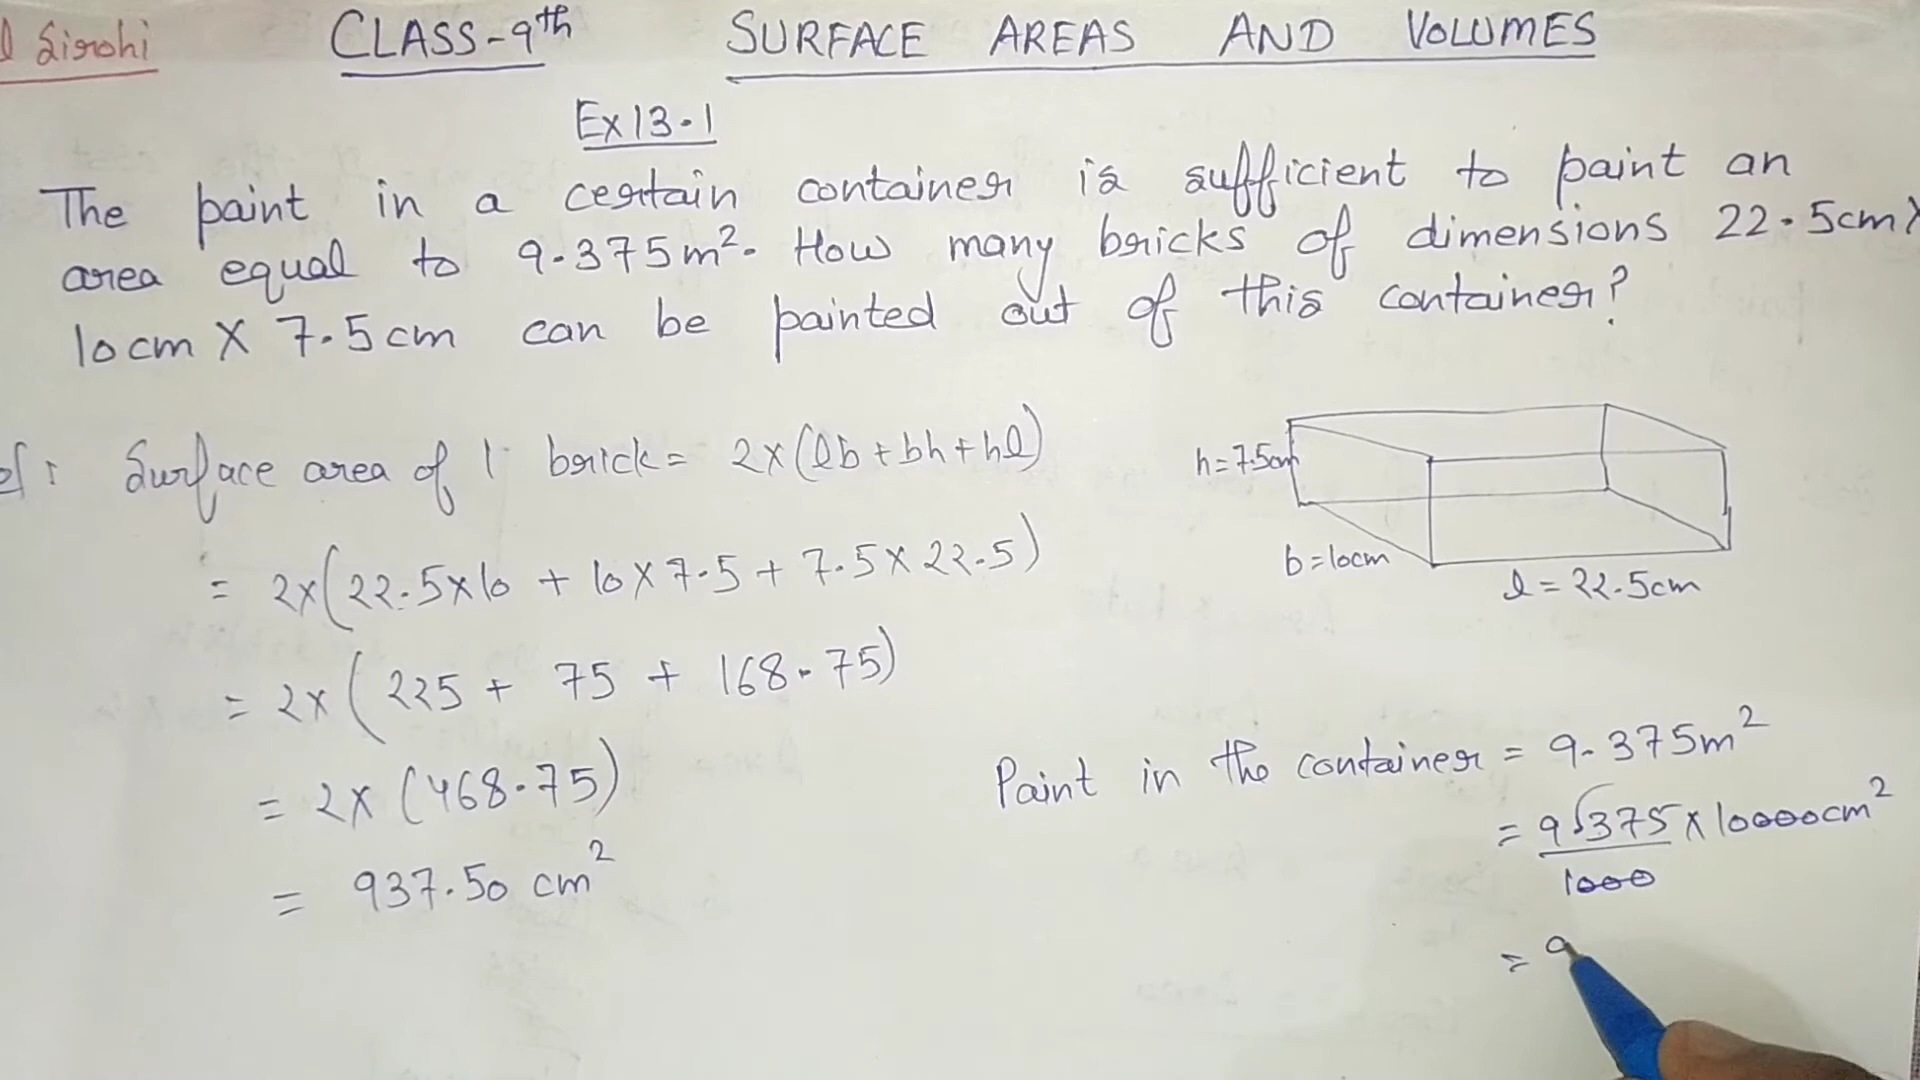 Sirohi
CLASS-9th SURFACE AREAS AND VOLUMES
Ex 13.1
The paint in a certain container is sufficient to paint an
area equal to 9.375m². How many bricks of dimensions 22.5cm×
10cm × 7.5cm can be painted out of this container?
Surface area of 1 brick = 2×(lb+bh+hl)
= 2×(22.5×10 + 10×7.5 + 7.5×22.5)
= 2×(225 + 75 + 168.75)
= 2×(468.75)
= 937.50 cm²
h=7.5cm
b=10cm
l=22.5cm
Paint in the container = 9.375m²
= 9375 × 10000cm²
1000
= 9